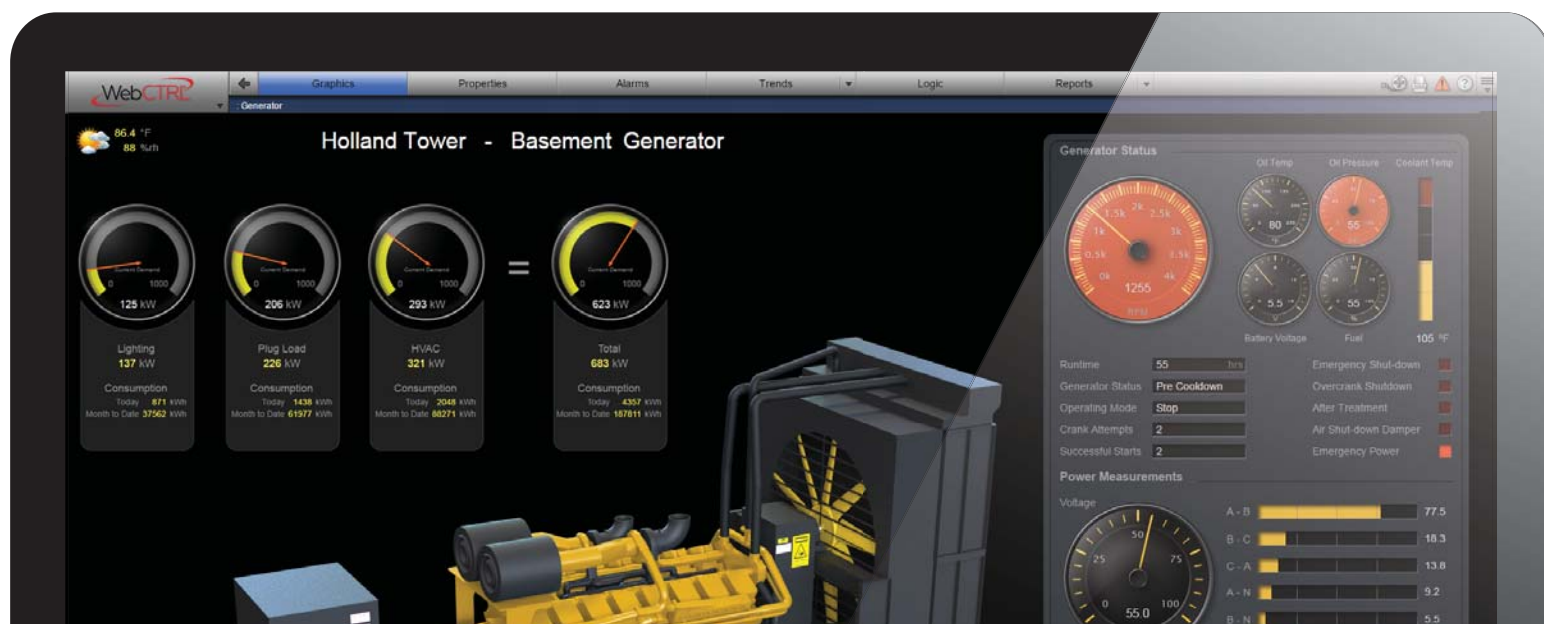 WebCTRL
Graphics Properties Alarms Trends Logic Reports
: Generator
86.4 °F
88 %rh
Holland Tower - Basement Generator
Current Demand
0 1000
125 kW
Lighting
137 kW
Consumption
Today 871 kWh
Month to Date 37562 kWh
Current Demand
0 1000
206 kW
Plug Load
226 kW
Consumption
Today 1438 kWh
Month to Date 61977 kWh
Current Demand
0 1000
293 kW
HVAC
321 kW
Consumption
Today 2048 kWh
Month to Date 88271 kWh
=
Current Demand
0 1000
623 kW
Total
683 kW
Consumption
Today 4357 kWh
Month to Date 187811 kWh
Generator Status
Oil Temp Oil Pressure Coolant Temp
0k 0.5k 1k 1.5k 2k 2.5k 3k 3.5k 4k
1255
RPM
80
°F
55
5.5
V
55
%
Battery Voltage Fuel 105 °F
Runtime 55 hrs
Generator Status Pre Cooldown
Operating Mode Stop
Crank Attempts 2
Successful Starts 2
Emergency Shut-down
Overcrank Shutdown
After Treatment
Air Shut-down Damper
Emergency Power
Power Measurements
Voltage
0 25 50 75 100
55.0
A - B 77.5
B - C 18.3
C - A 13.8
A - N 9.2
B - N 5.5